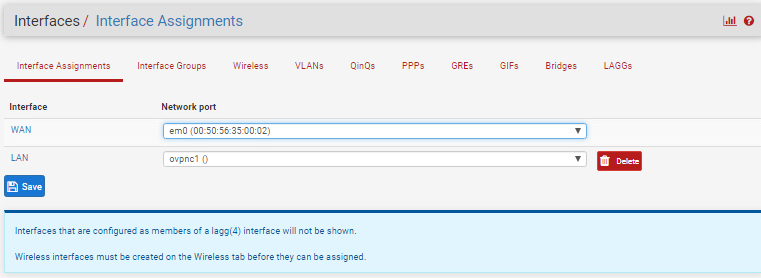 Interfaces / Interface Assignments
Interface Assignments Interface Groups Wireless VLANs QinQs PPPs GREs GIFs Bridges LAGGs
Interface Network port
WAN em0 (00:50:56:35:00:02)
LAN ovpnc1 () Delete
Save
Interfaces that are configured as members of a lagg(4) interface will not be shown.
Wireless interfaces must be created on the Wireless tab before they can be assigned.